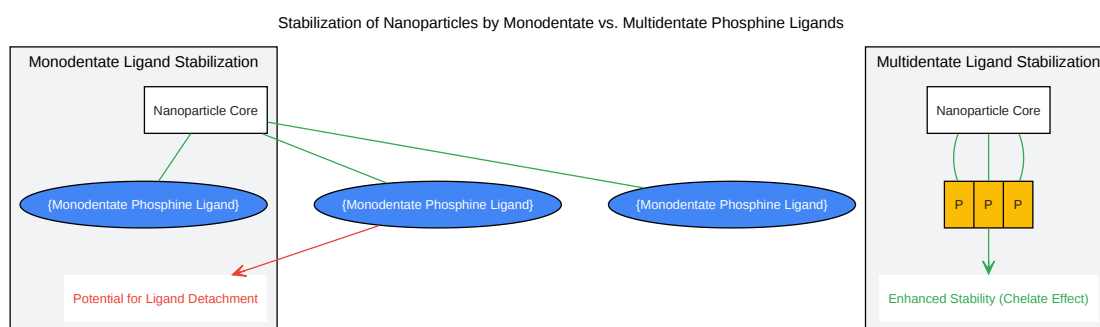 Stabilization of Nanoparticles by Monodentate vs. Multidentate Phosphine Ligands
Monodentate Ligand Stabilization
Multidentate Ligand Stabilization
Nanoparticle Core
Nanoparticle Core
{Monodentate Phosphine Ligand}
{Monodentate Phosphine Ligand}
{Monodentate Phosphine Ligand}
P P P
Potential for Ligand Detachment
Enhanced Stability (Chelate Effect)